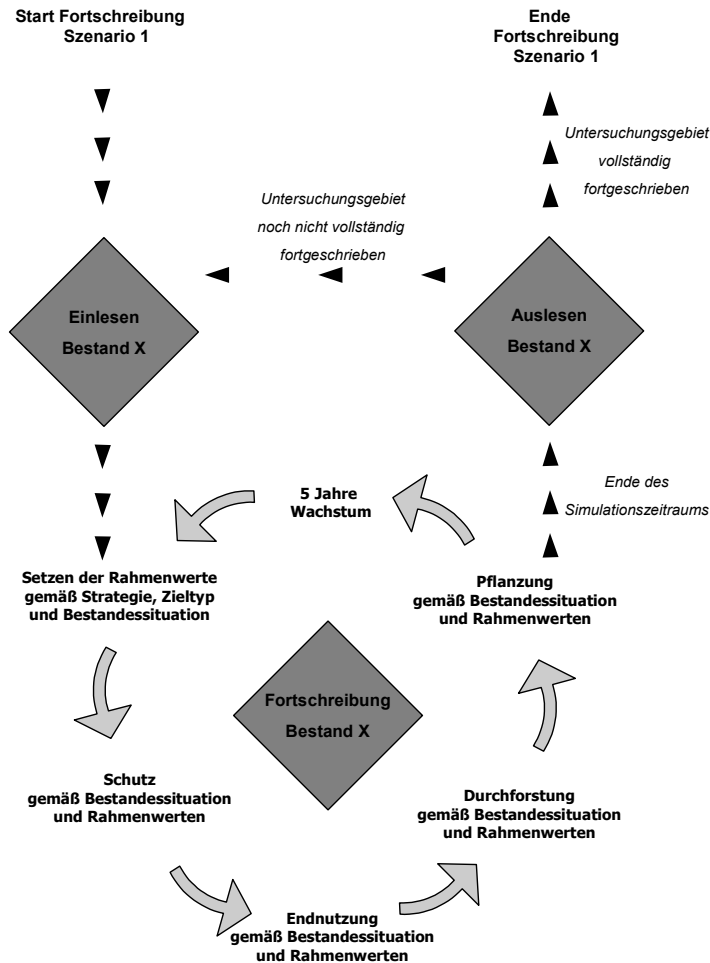 Start Fortschreibung
Szenario 1
Ende
Fortschreibung
Szenario 1
Untersuchungsgebiet
vollständig
fortgeschrieben
Untersuchungsgebiet
noch nicht vollständig
fortgeschrieben
Einlesen
Bestand X
Auslesen
Bestand X
Ende des
Simulationszeitraums
5 Jahre
Wachstum
Setzen der Rahmenwerte
gemäß Strategie, Zieltyp
und Bestandessituation
Pflanzung
gemäß Bestandessituation
und Rahmenwerten
Fortschreibung
Bestand X
Schutz
gemäß Bestandessituation
und Rahmenwerten
Durchforstung
gemäß Bestandessituation
und Rahmenwerten
Endnutzung
gemäß Bestandessituation
und Rahmenwerten